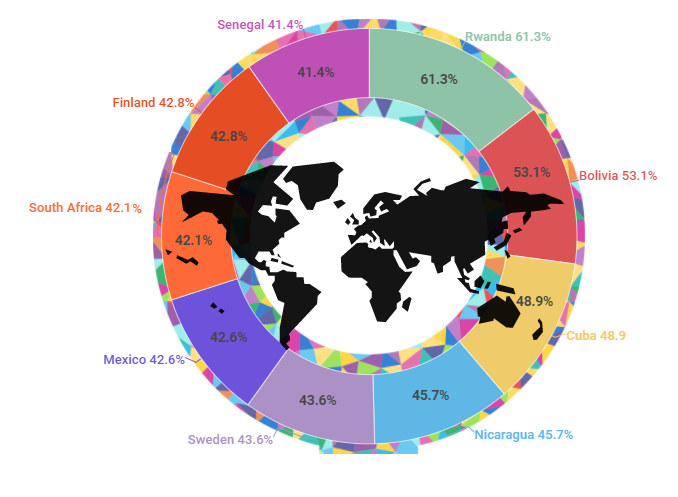 Senegal 41.4%
Rwanda 61.3%
41.4%
61.3%
Finland 42.8%
42.8%
53.1%
Bolivia 53.1%
South Africa 42.1%
42.1%
48.9%
Cuba 48.9
Mexico 42.6%
42.6%
43.6%
45.7%
Sweden 43.6%
Nicaragua 45.7%